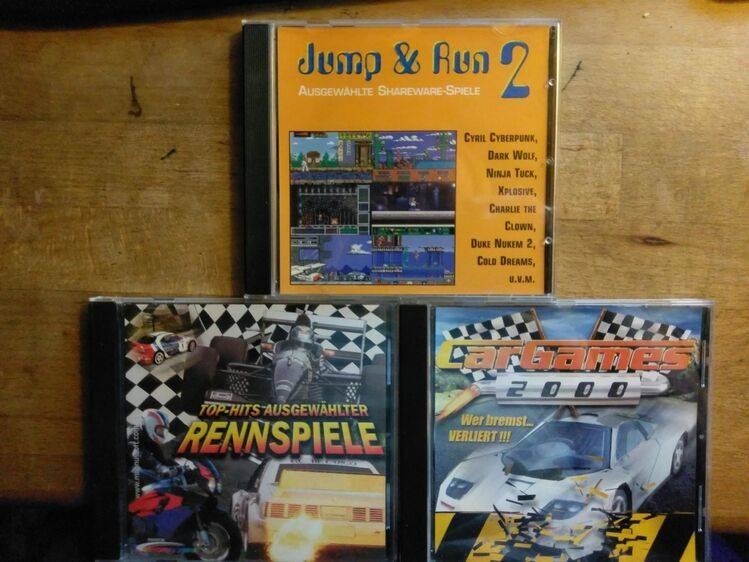 Jump & Run 2
Ausgewählte Shareware-Spiele
Cyril Cyberpunk,
Dark Wolf,
Ninja Tuck,
Xplosive,
Charlie the
Clown,
Duke Nukem 2,
Cold Dreams,
u.v.m.
TOP-HITS AUSGEWÄHLTER
RENNSPIELE
CarGames
2000
Wer bremst...
VERLIERT !!!